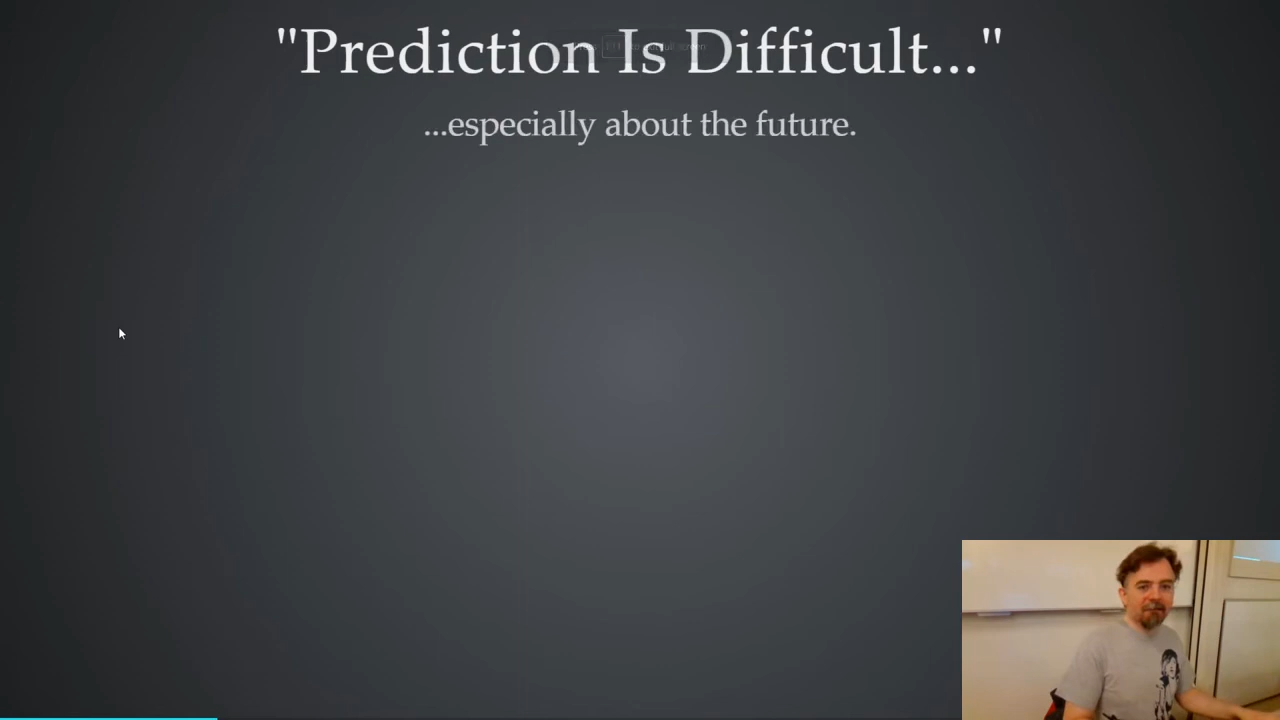 "Prediction Is Difficult..."
...especially about the future.